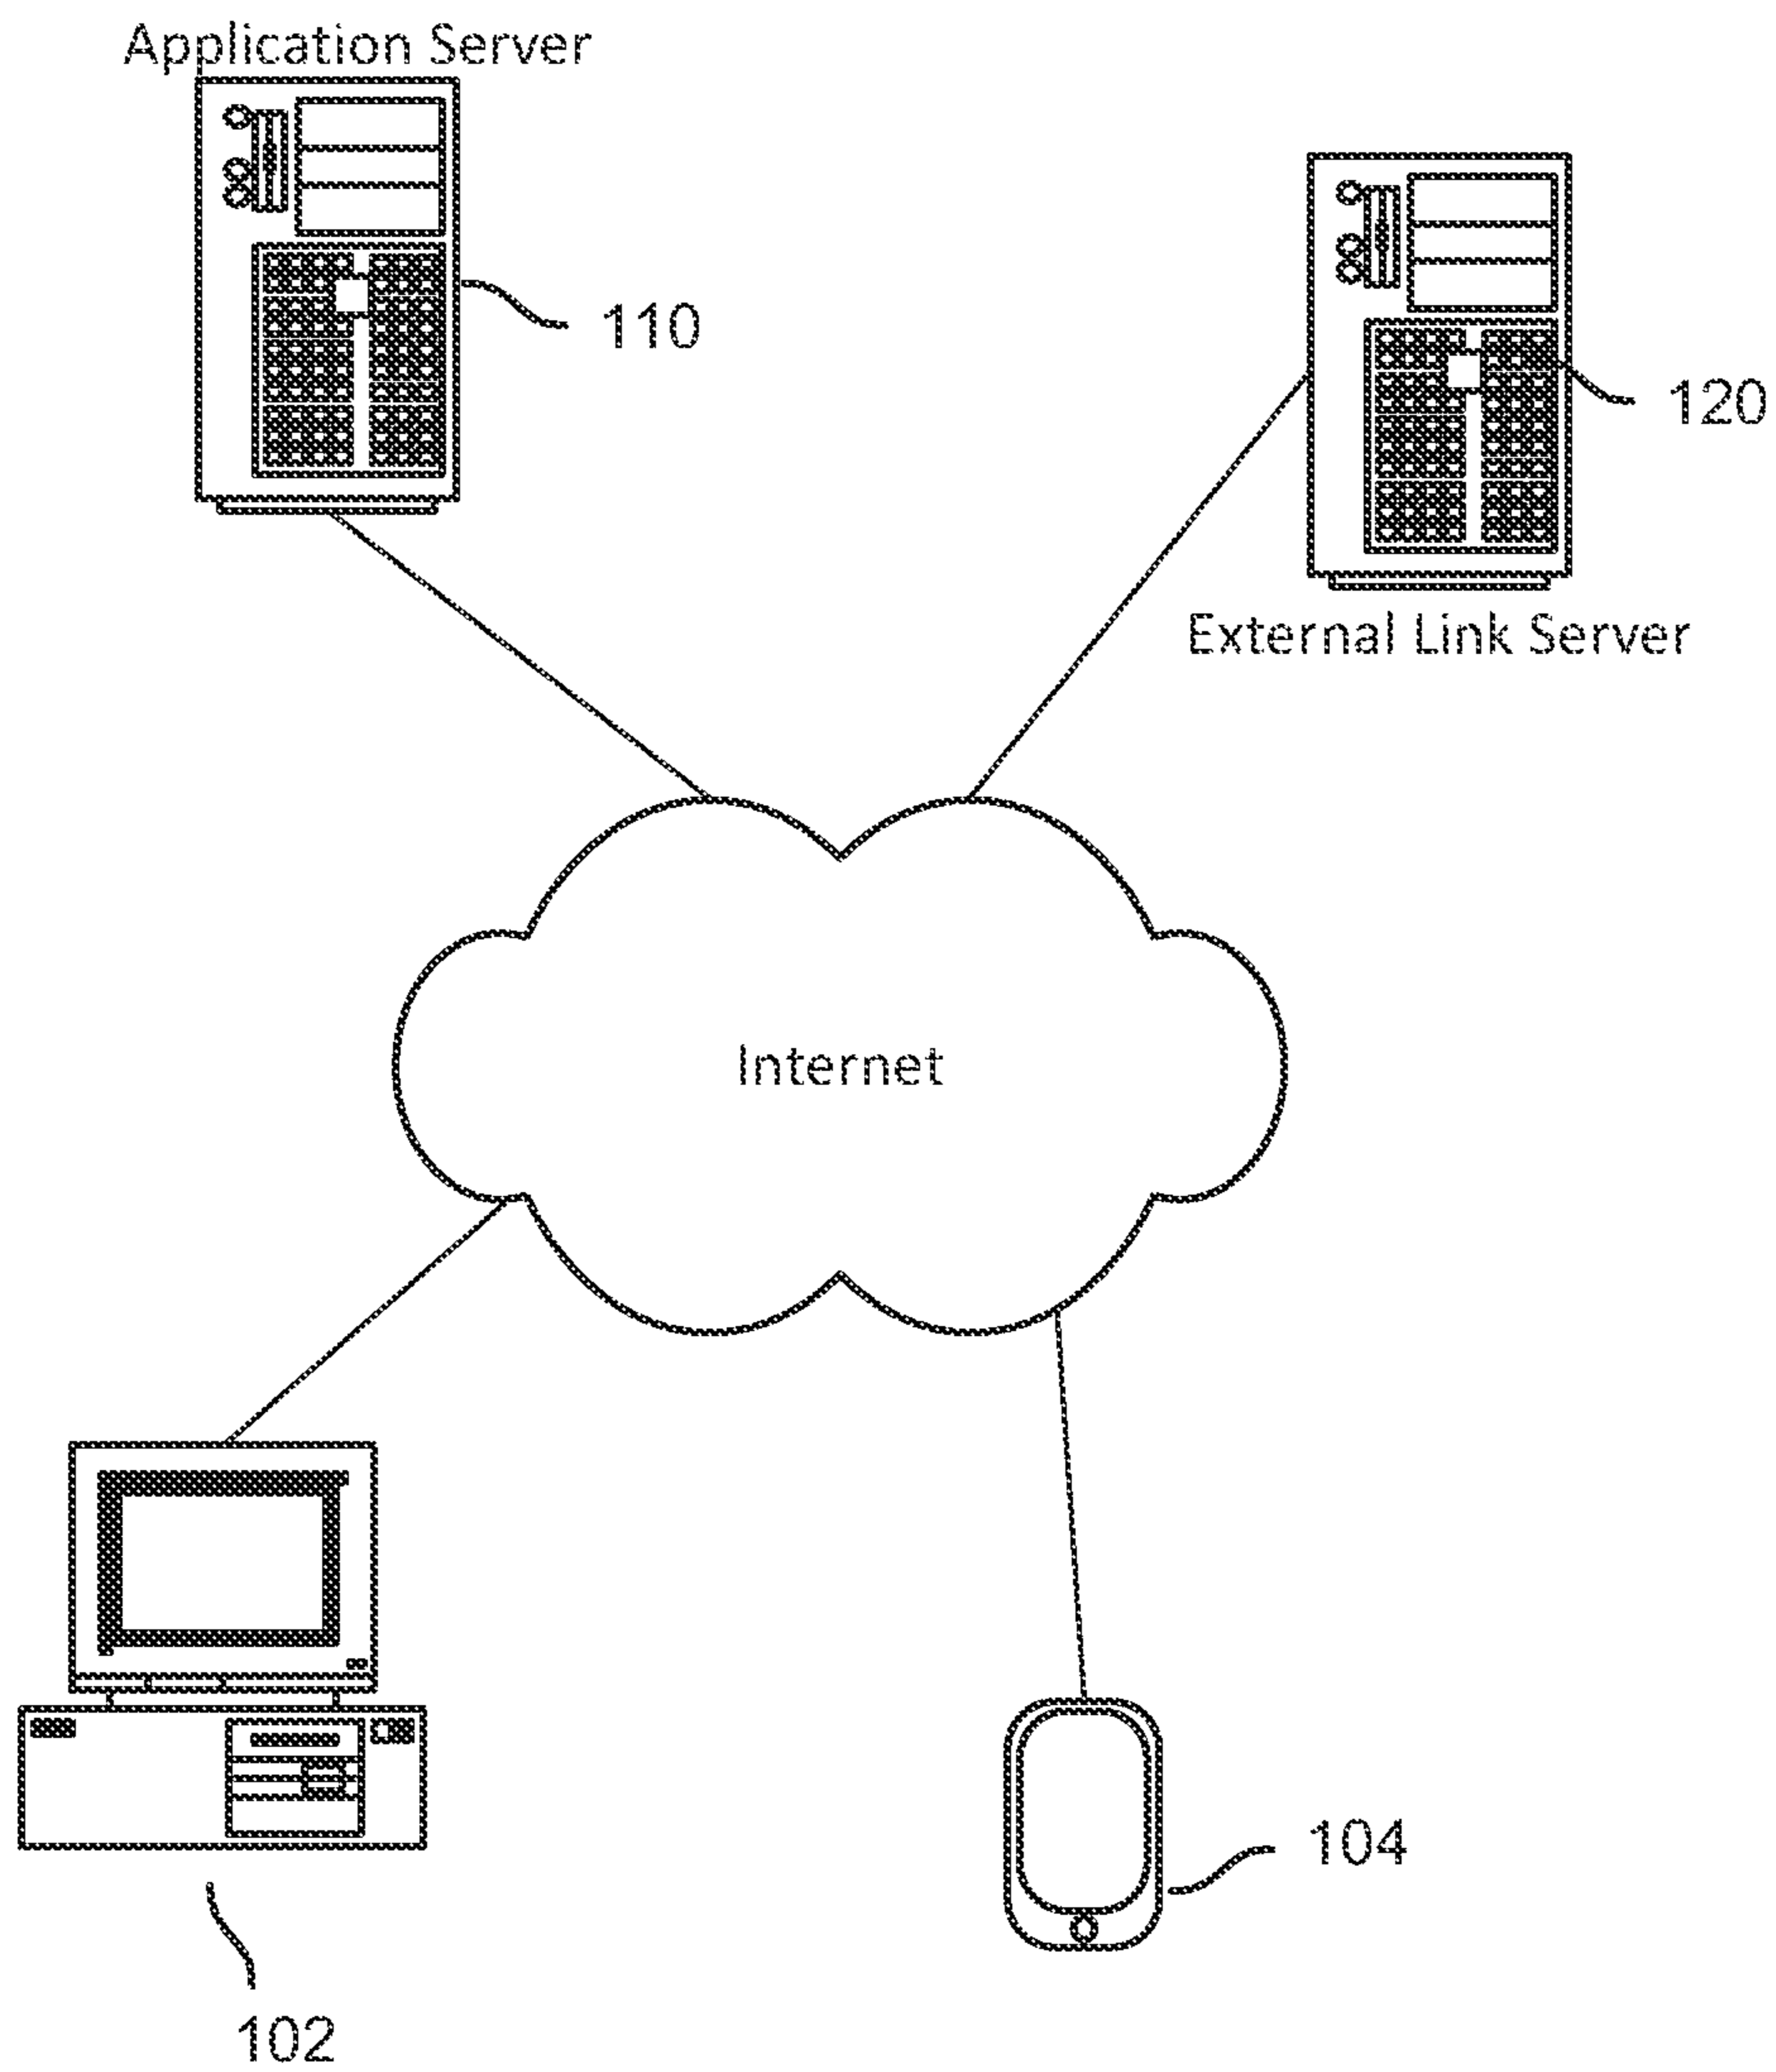 Application Server
110
120
External Link Server
Internet
104
102